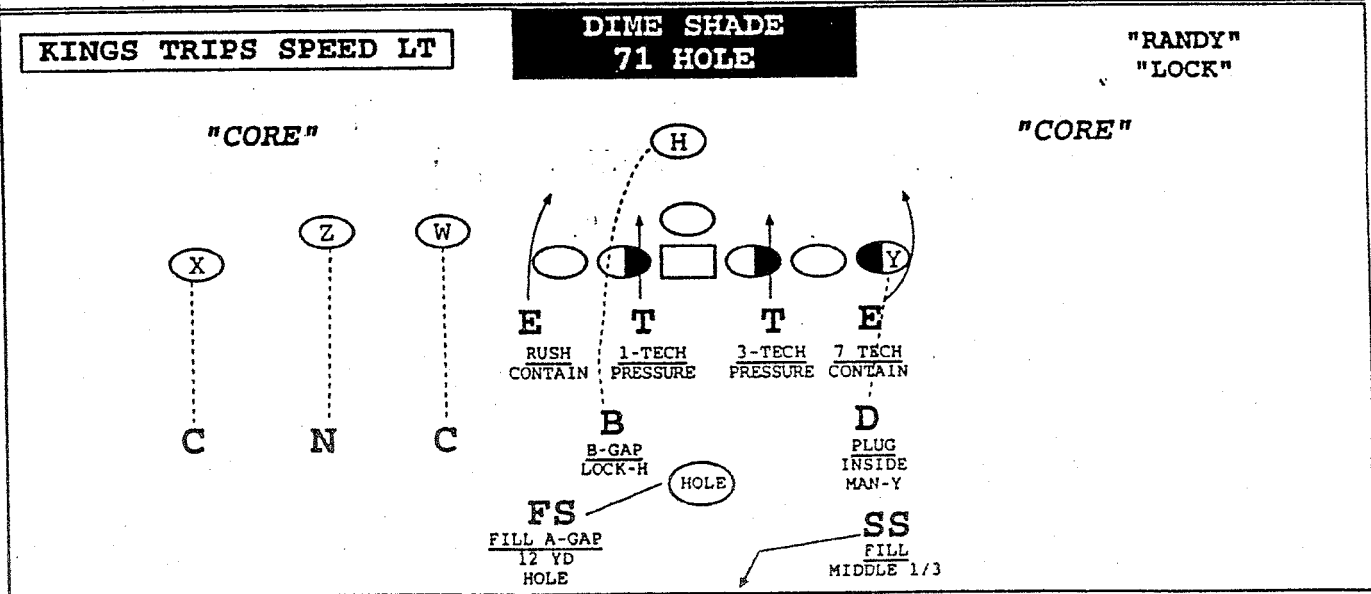 KINGS TRIPS SPEED LT
DIME SHADE
71 HOLE
"RANDY"
"LOCK"
"CORE"
"CORE"
H
X
Z
W
Y
E
RUSH
CONTAIN
T
1-TECH
PRESSURE
T
3-TECH
PRESSURE
E
7 TECH
CONTAIN
C
N
C
B
B-GAP
LOCK-H
D
PLUG
INSIDE
MAN-Y
HOLE
FS
FILL A-GAP
12 YD
HOLE
SS
FILL
MIDDLE 1/3